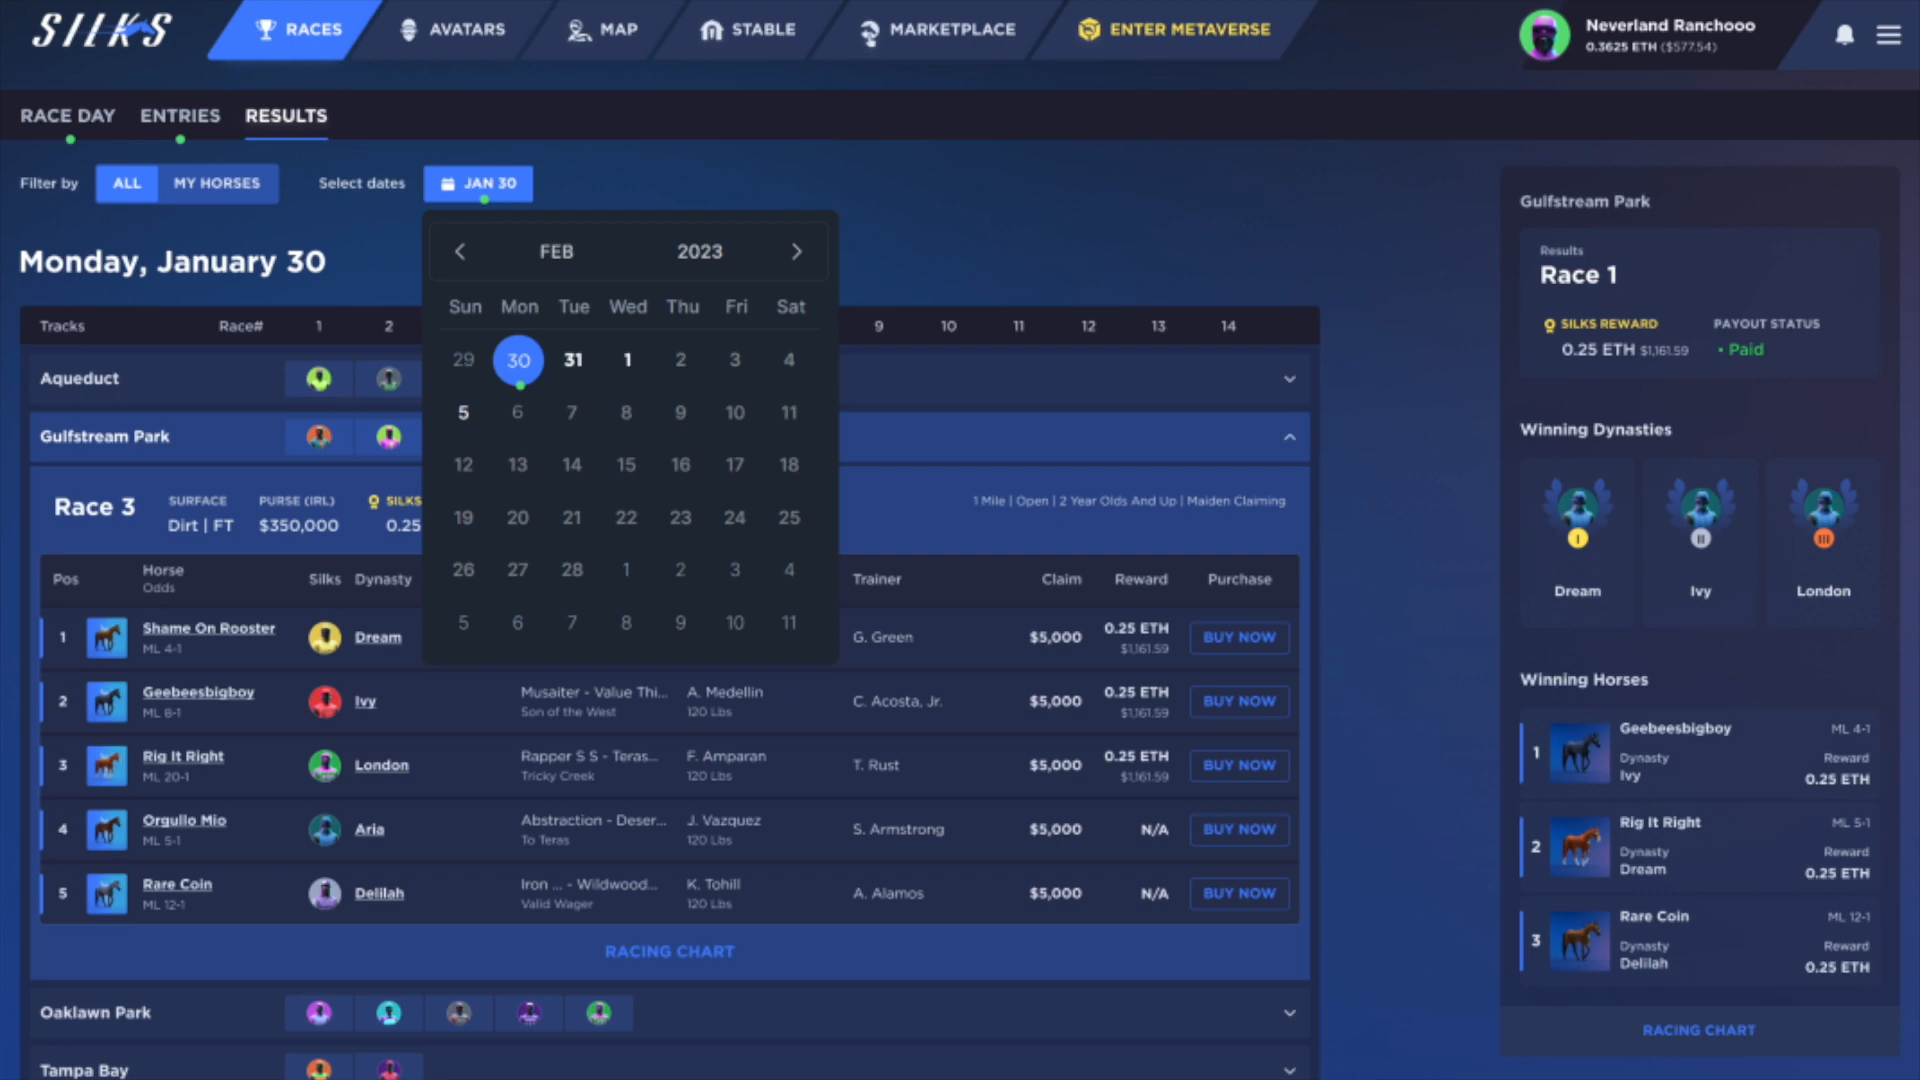 SILKS
RACES
AVATARS
MAP
STABLE
MARKETPLACE
ENTER METAVERSE
Neverland Ranchooo
0.3625 ETH ($577.54)
RACE DAY
ENTRIES
RESULTS
Filter by
ALL
MY HORSES
Select dates
JAN 30
Monday, January 30
FEB 2023
Sun Mon Tue Wed Thu Fri Sat
29 30 31 1 2 3 4
5 6 7 8 9 10 11
12 13 14 15 16 17 18
19 20 21 22 23 24 25
26 27 28 1 2 3 4
5 6 7 8 9 10 11
Tracks Race# 1 2 9 10 11 12 13 14
Aqueduct
Gulfstream Park
Race 3
SURFACE
Dirt | FT
PURSE (IRL)
$350,000
SILKS
0.25
1 Mile | Open | 2 Year Olds And Up | Maiden Claiming
Pos Horse Silks Dynasty Trainer Claim Reward Purchase
Odds
1 Shame On Rooster Dream G. Green $5,000 0.25 ETH BUY NOW
ML 4-1 $1,161.59
2 Geebeesbigboy Ivy Musaiter - Value Thi... A. Medellin C. Acosta, Jr. $5,000 0.25 ETH BUY NOW
ML 8-1 Son of the West 120 Lbs $1,161.59
3 Rig It Right London Rapper S S - Teras... F. Amparan T. Rust $5,000 0.25 ETH BUY NOW
ML 20-1 Tricky Creek 120 Lbs $1,161.59
4 Orgullo Mio Aria Abstraction - Deser... J. Vazquez S. Armstrong $5,000 N/A BUY NOW
ML 5-1 To Teras 120 Lbs
5 Rare Coin Delilah Iron ... - Wildwood... K. Tohill A. Alamos $5,000 N/A BUY NOW
ML 12-1 Valid Wager 120 Lbs
RACING CHART
Oaklawn Park
Tampa Bay
Gulfstream Park
Results
Race 1
SILKS REWARD
0.25 ETH $1,161.59
PAYOUT STATUS
• Paid
Winning Dynasties
I II III
Dream Ivy London
Winning Horses
1 Geebeesbigboy ML 4-1
Dynasty Reward
Ivy 0.25 ETH
2 Rig It Right ML 5-1
Dynasty Reward
Dream 0.25 ETH
3 Rare Coin ML 12-1
Dynasty Reward
Delilah 0.25 ETH
RACING CHART